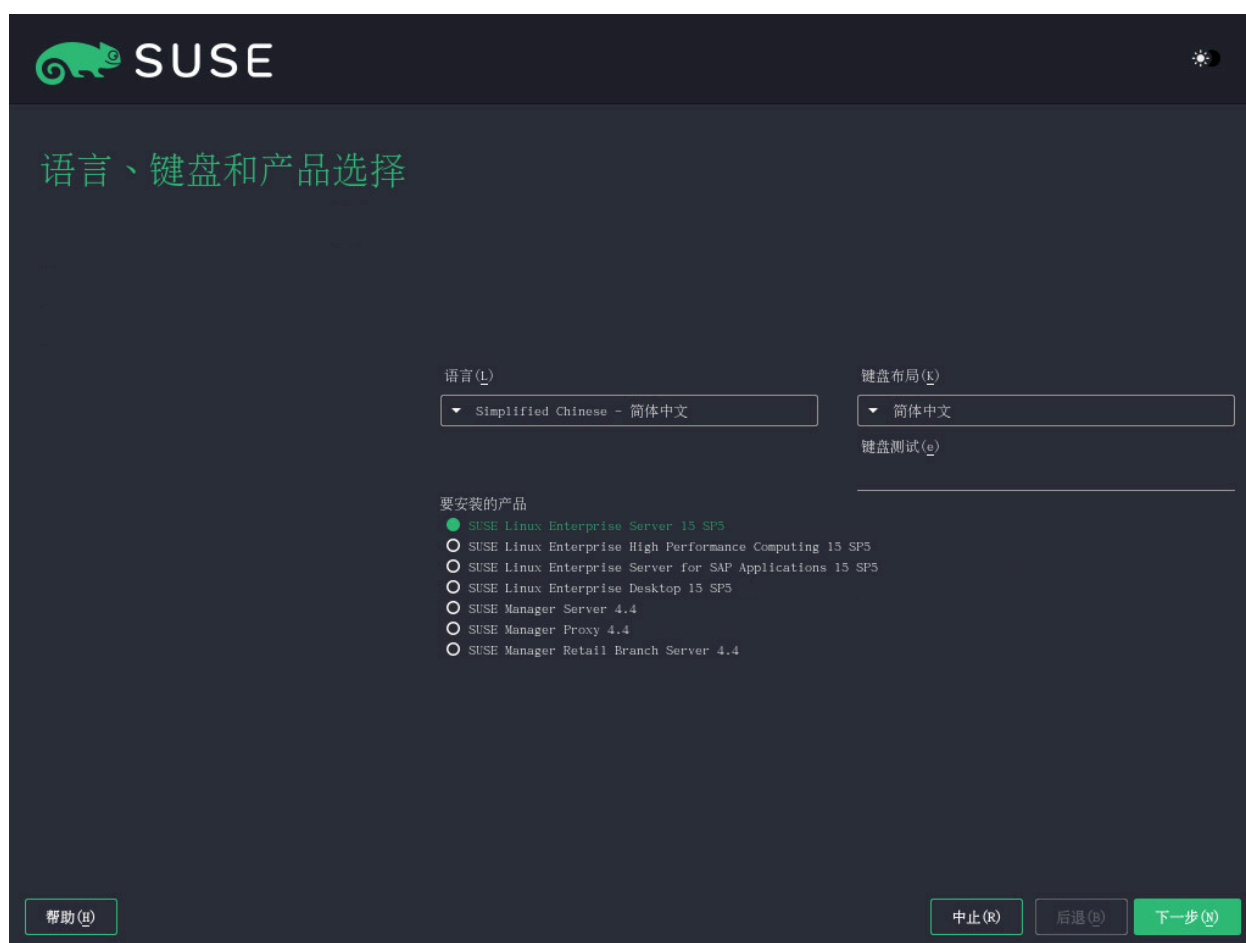 SUSE
语言、键盘和产品选择
语言(L)
键盘布局(K)
Simplified Chinese - 简体中文
简体中文
键盘测试(e)
要安装的产品
SUSE Linux Enterprise Server 15 SP5
SUSE Linux Enterprise High Performance Computing 15 SP5
SUSE Linux Enterprise Server for SAP Applications 15 SP5
SUSE Linux Enterprise Desktop 15 SP5
SUSE Manager Server 4.4
SUSE Manager Proxy 4.4
SUSE Manager Retail Branch Server 4.4
帮助(H)
中止(R)
后退(B)
下一步(N)